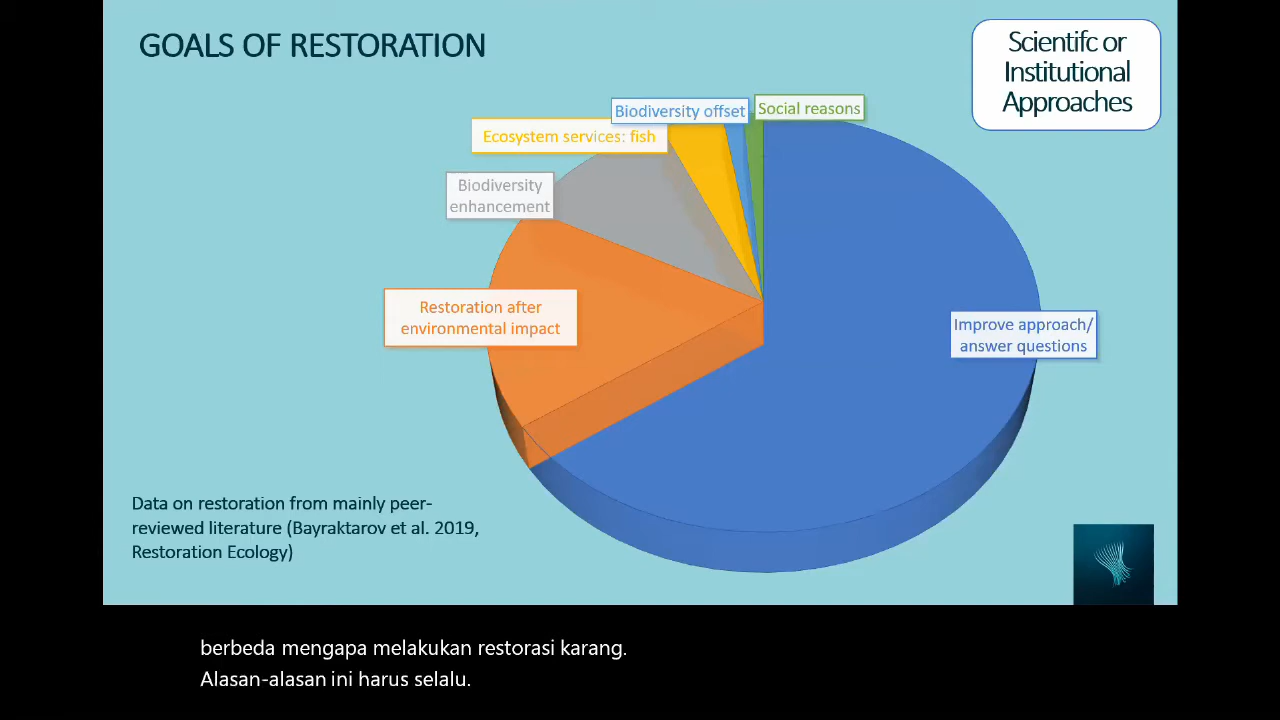 GOALS OF RESTORATION
Scientifc or
Institutional
Approaches
Biodiversity offset
Social reasons
Ecosystem services: fish
Biodiversity
enhancement
Restoration after
environmental impact
Improve approach/
answer questions
Data on restoration from mainly peer-
reviewed literature (Bayraktarov et al. 2019,
Restoration Ecology)
berbeda mengapa melakukan restorasi karang.
Alasan-alasan ini harus selalu.